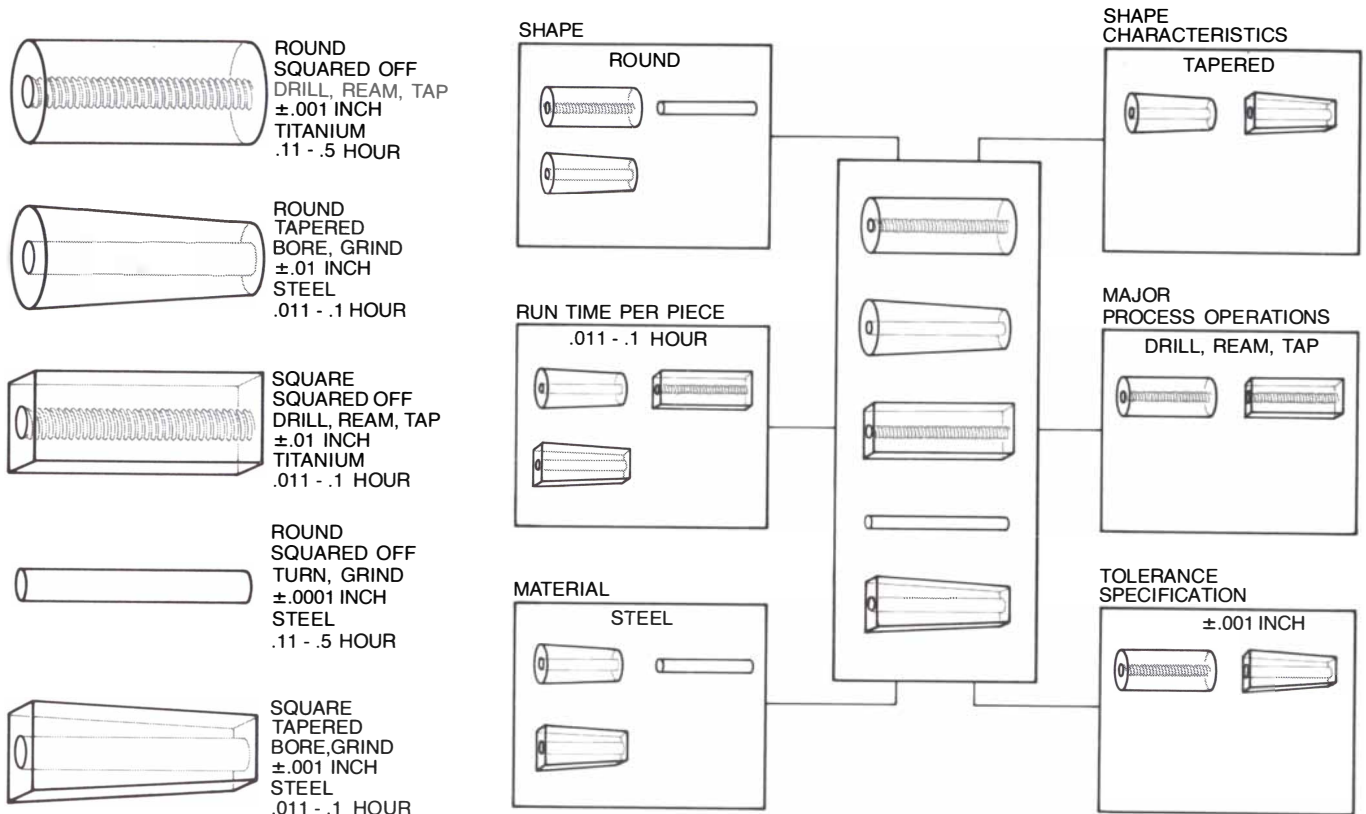 ROUND
SQUARED OFF
DRILL, REAM, TAP
±.001 INCH
TITANIUM
.11 - .5 HOUR
ROUND
TAPERED
BORE, GRIND
±.01 INCH
STEEL
.011 - .1 HOUR
SQUARE
SQUARED OFF
DRILL, REAM, TAP
±.01 INCH
TITANIUM
.011 - .1 HOUR
ROUND
SQUARED OFF
TURN, GRIND
±.0001 INCH
STEEL
.11 - .5 HOUR
SQUARE
TAPERED
BORE,GRIND
±.001 INCH
STEEL
.011 - .1 HOUR
SHAPE
ROUND
RUN TIME PER PIECE
.011 - .1 HOUR
MATERIAL
STEEL
SHAPE
CHARACTERISTICS
TAPERED
MAJOR
PROCESS OPERATIONS
DRILL, REAM, TAP
TOLERANCE
SPECIFICATION
±.001 INCH